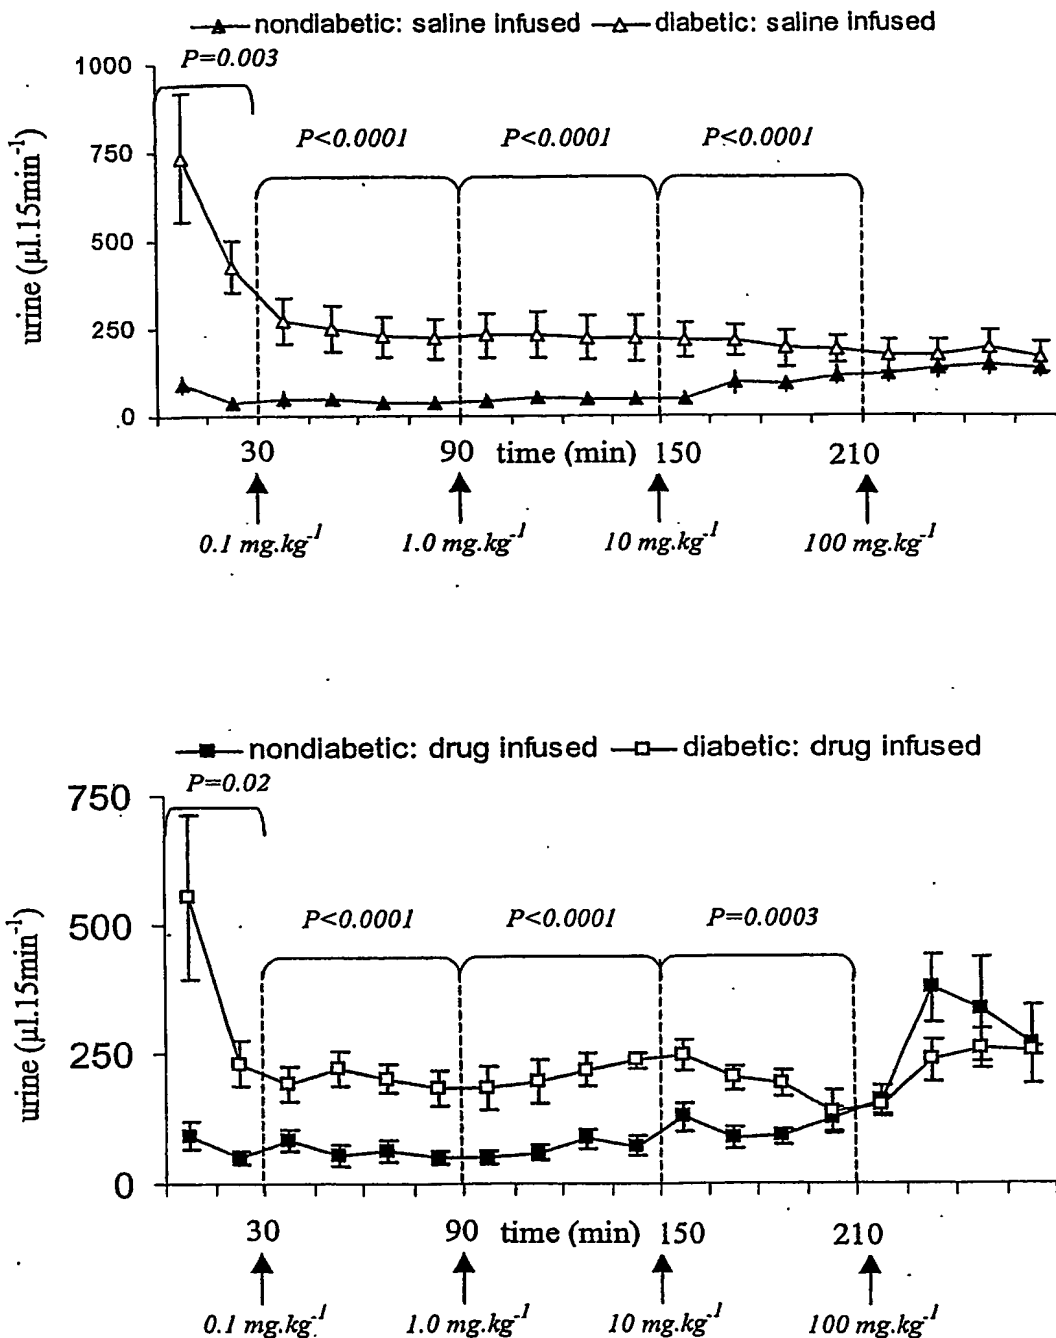 nondiabetic: saline infused diabetic: saline infused
P=0.003
1000
P<0.0001 P<0.0001 P<0.0001
750
urine (µl.15min⁻¹)
500
250
0
30 90 time (min) 150 210
0.1 mg.kg⁻¹ 1.0 mg.kg⁻¹ 10 mg.kg⁻¹ 100 mg.kg⁻¹
nondiabetic: drug infused diabetic: drug infused
P=0.02
750
P<0.0001 P<0.0001 P=0.0003
500
urine (µl.15min⁻¹)
250
0
30 90 time (min) 150 210
0.1 mg.kg⁻¹ 1.0 mg.kg⁻¹ 10 mg.kg⁻¹ 100 mg.kg⁻¹